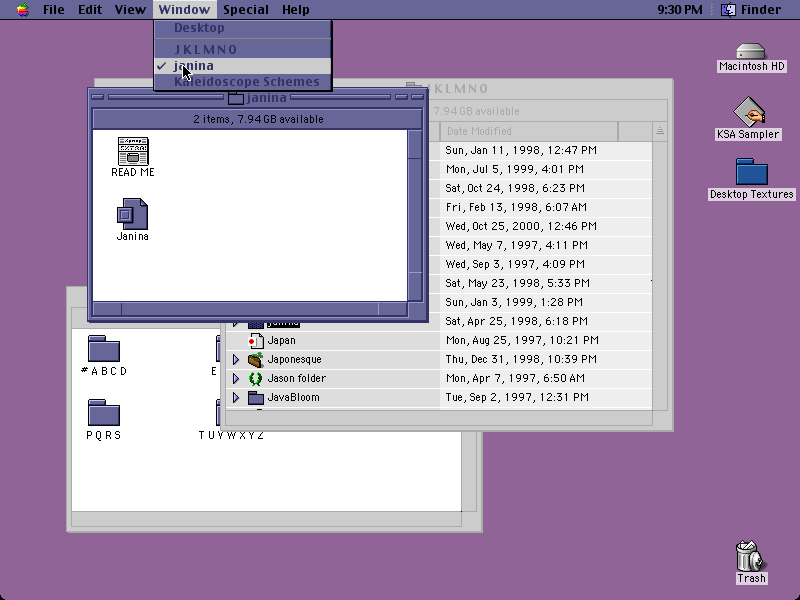 File Edit View Window Special Help 9:30 PM Finder
Desktop
JKLMNO
✓ janina
Kaleidoscope Schemes
Macintosh HD
KSA Sampler
Desktop Textures
Trash
janina
2 items, 7.94GB available
READ ME
Janina
KLMNO
7.94GB available
Date Modified
Sun, Jan 11, 1998, 12:47 PM
Mon, Jul 5, 1999, 4:01 PM
Sat, Oct 24, 1998, 6:23 PM
Fri, Feb 13, 1998, 6:07 AM
Wed, Oct 25, 2000, 12:46 PM
Wed, May 7, 1997, 4:11 PM
Wed, Sep 3, 1997, 4:09 PM
Sat, May 23, 1998, 5:33 PM
Sun, Jan 3, 1999, 1:28 PM
janina Sat, Apr 25, 1998, 6:18 PM
Japan Mon, Aug 25, 1997, 10:21 PM
Japonesque Thu, Dec 31, 1998, 10:39 PM
Jason folder Mon, Apr 7, 1997, 6:50 AM
JavaBloom Tue, Sep 2, 1997, 12:31 PM
#ABCD
E
PQRS
TUVWXYZ